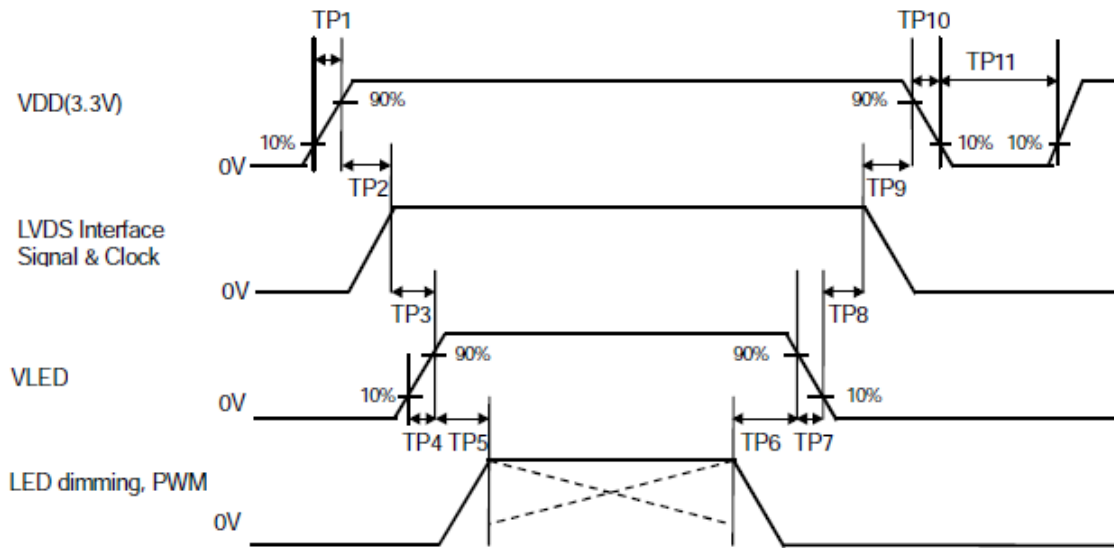 TP1
TP10
TP11
VDD(3.3V)
90%
90%
10%
10%
10%
0V
TP2
TP9
LVDS Interface
Signal & Clock
0V
TP3
TP8
VLED
90%
90%
10%
10%
0V
TP4
TP5
TP6
TP7
LED dimming, PWM
0V